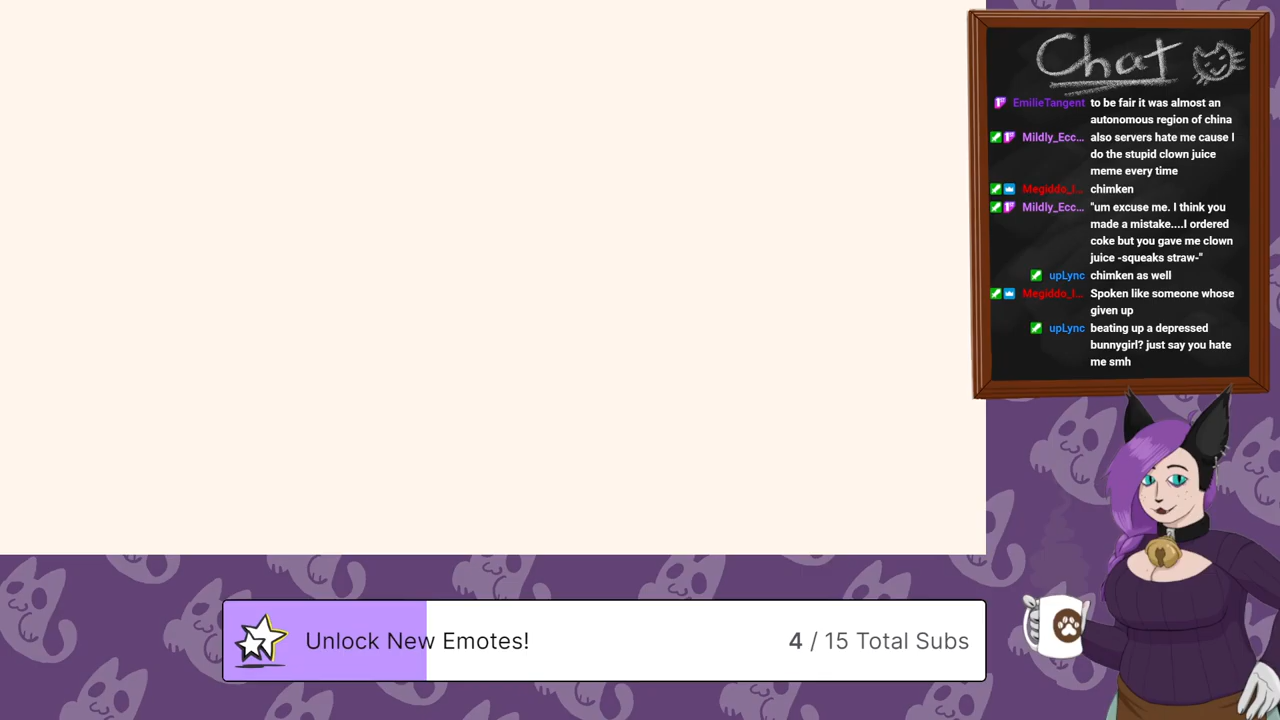 Chat
EmilieTangent to be fair it was almost an
autonomous region of china
Mildly_Ecc... also servers hate me cause I
do the stupid clown juice
meme every time
Megiddo_I... chimken
Mildly_Ecc... "um excuse me. I think you
made a mistake....I ordered
coke but you gave me clown
juice -squeaks straw-"
upLync chimken as well
Megiddo_I... Spoken like someone whose
given up
upLync beating up a depressed
bunnygirl? just say you hate
me smh
Unlock New Emotes! 4 / 15 Total Subs